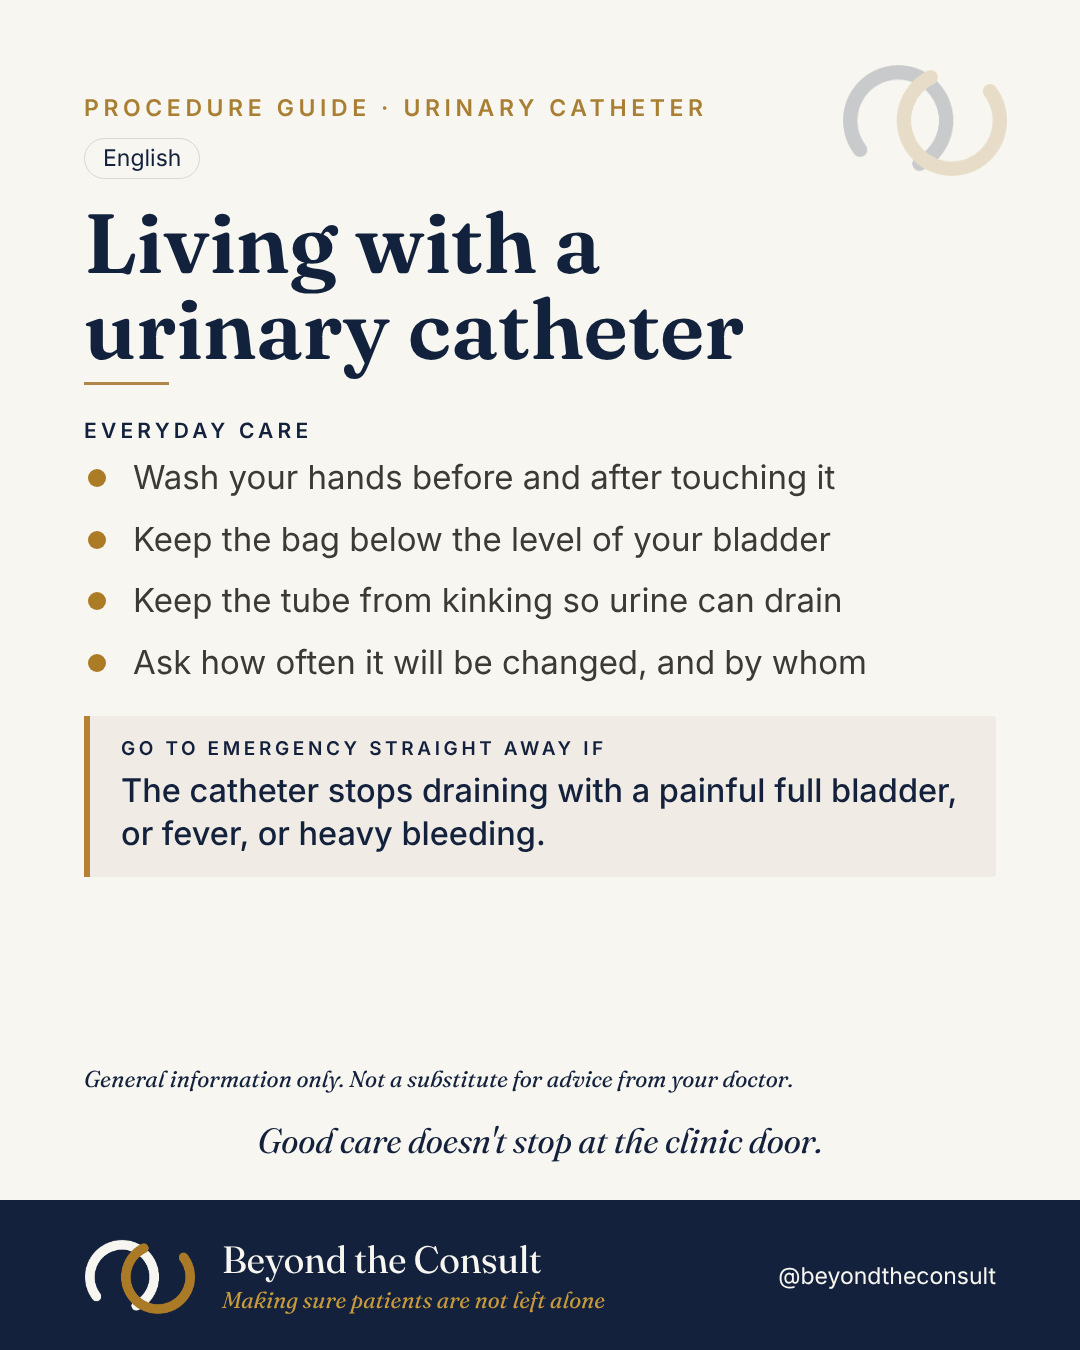 PROCEDURE GUIDE · URINARY CATHETER
English
Living with a
urinary catheter
EVERYDAY CARE
Wash your hands before and after touching it
Keep the bag below the level of your bladder
Keep the tube from kinking so urine can drain
Ask how often it will be changed, and by whom
GO TO EMERGENCY STRAIGHT AWAY IF
The catheter stops draining with a painful full bladder,
or fever, or heavy bleeding.
General information only. Not a substitute for advice from your doctor.
Good care doesn't stop at the clinic door.
Beyond the Consult
Making sure patients are not left alone
@beyondtheconsult